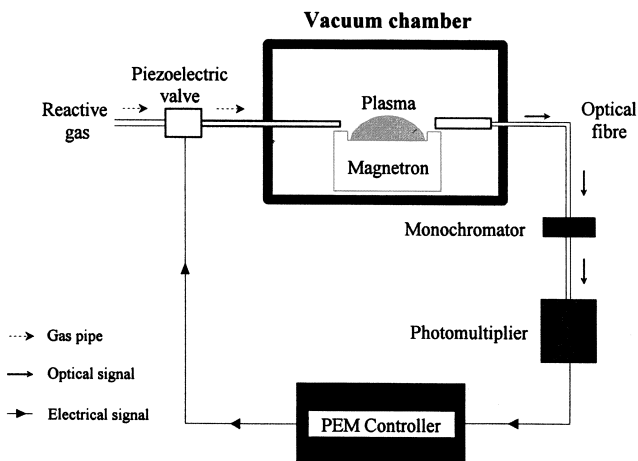 Vacuum chamber
Piezoelectric
valve
Reactive
gas
Plasma
Optical
fibre
Magnetron
Monochromator
Photomultiplier
Gas pipe
Optical signal
Electrical signal
PEM Controller